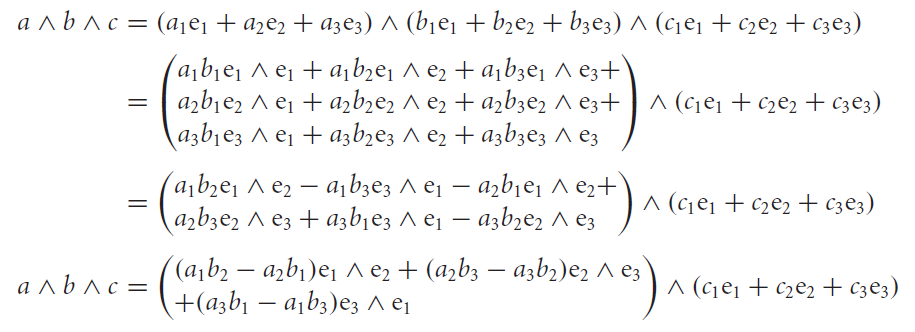 a ∧ b ∧ c = (a₁e₁ + a₂e₂ + a₃e₃) ∧ (b₁e₁ + b₂e₂ + b₃e₃) ∧ (c₁e₁ + c₂e₂ + c₃e₃)
= ( a₁b₁e₁ ∧ e₁ + a₁b₂e₁ ∧ e₂ + a₁b₃e₁ ∧ e₃+
a₂b₁e₂ ∧ e₁ + a₂b₂e₂ ∧ e₂ + a₂b₃e₂ ∧ e₃+
a₃b₁e₃ ∧ e₁ + a₃b₂e₃ ∧ e₂ + a₃b₃e₃ ∧ e₃ ) ∧ (c₁e₁ + c₂e₂ + c₃e₃)
= ( a₁b₂e₁ ∧ e₂ − a₁b₃e₃ ∧ e₁ − a₂b₁e₁ ∧ e₂+
a₂b₃e₂ ∧ e₃ + a₃b₁e₃ ∧ e₁ − a₃b₂e₂ ∧ e₃ ) ∧ (c₁e₁ + c₂e₂ + c₃e₃)
a ∧ b ∧ c = ( (a₁b₂ − a₂b₁)e₁ ∧ e₂ + (a₂b₃ − a₃b₂)e₂ ∧ e₃
+(a₃b₁ − a₁b₃)e₃ ∧ e₁ ) ∧ (c₁e₁ + c₂e₂ + c₃e₃)